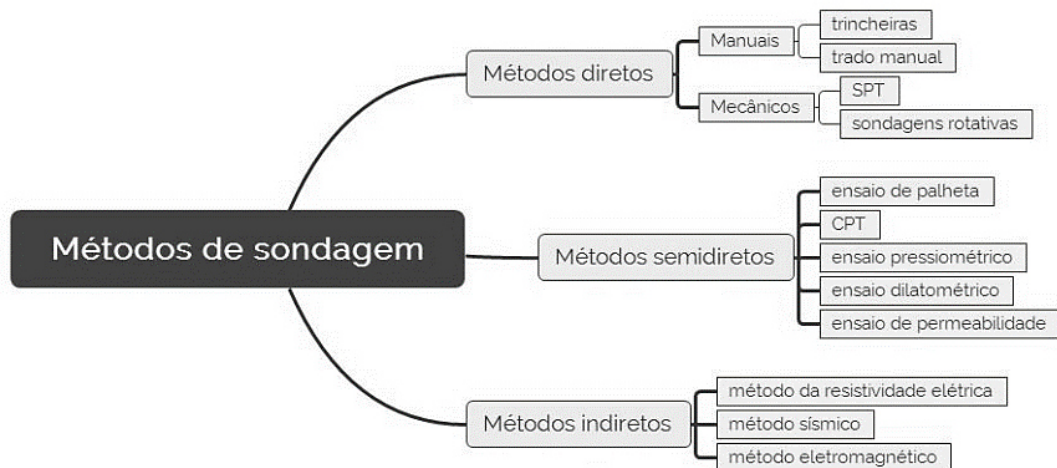 Métodos de sondagem
Métodos diretos
Manuais
trincheiras
trado manual
Mecânicos
SPT
sondagens rotativas
Métodos semidiretos
ensaio de palheta
CPT
ensaio pressiométrico
ensaio dilatométrico
ensaio de permeabilidade
Métodos indiretos
método da resistividade elétrica
método sísmico
método eletromagnético